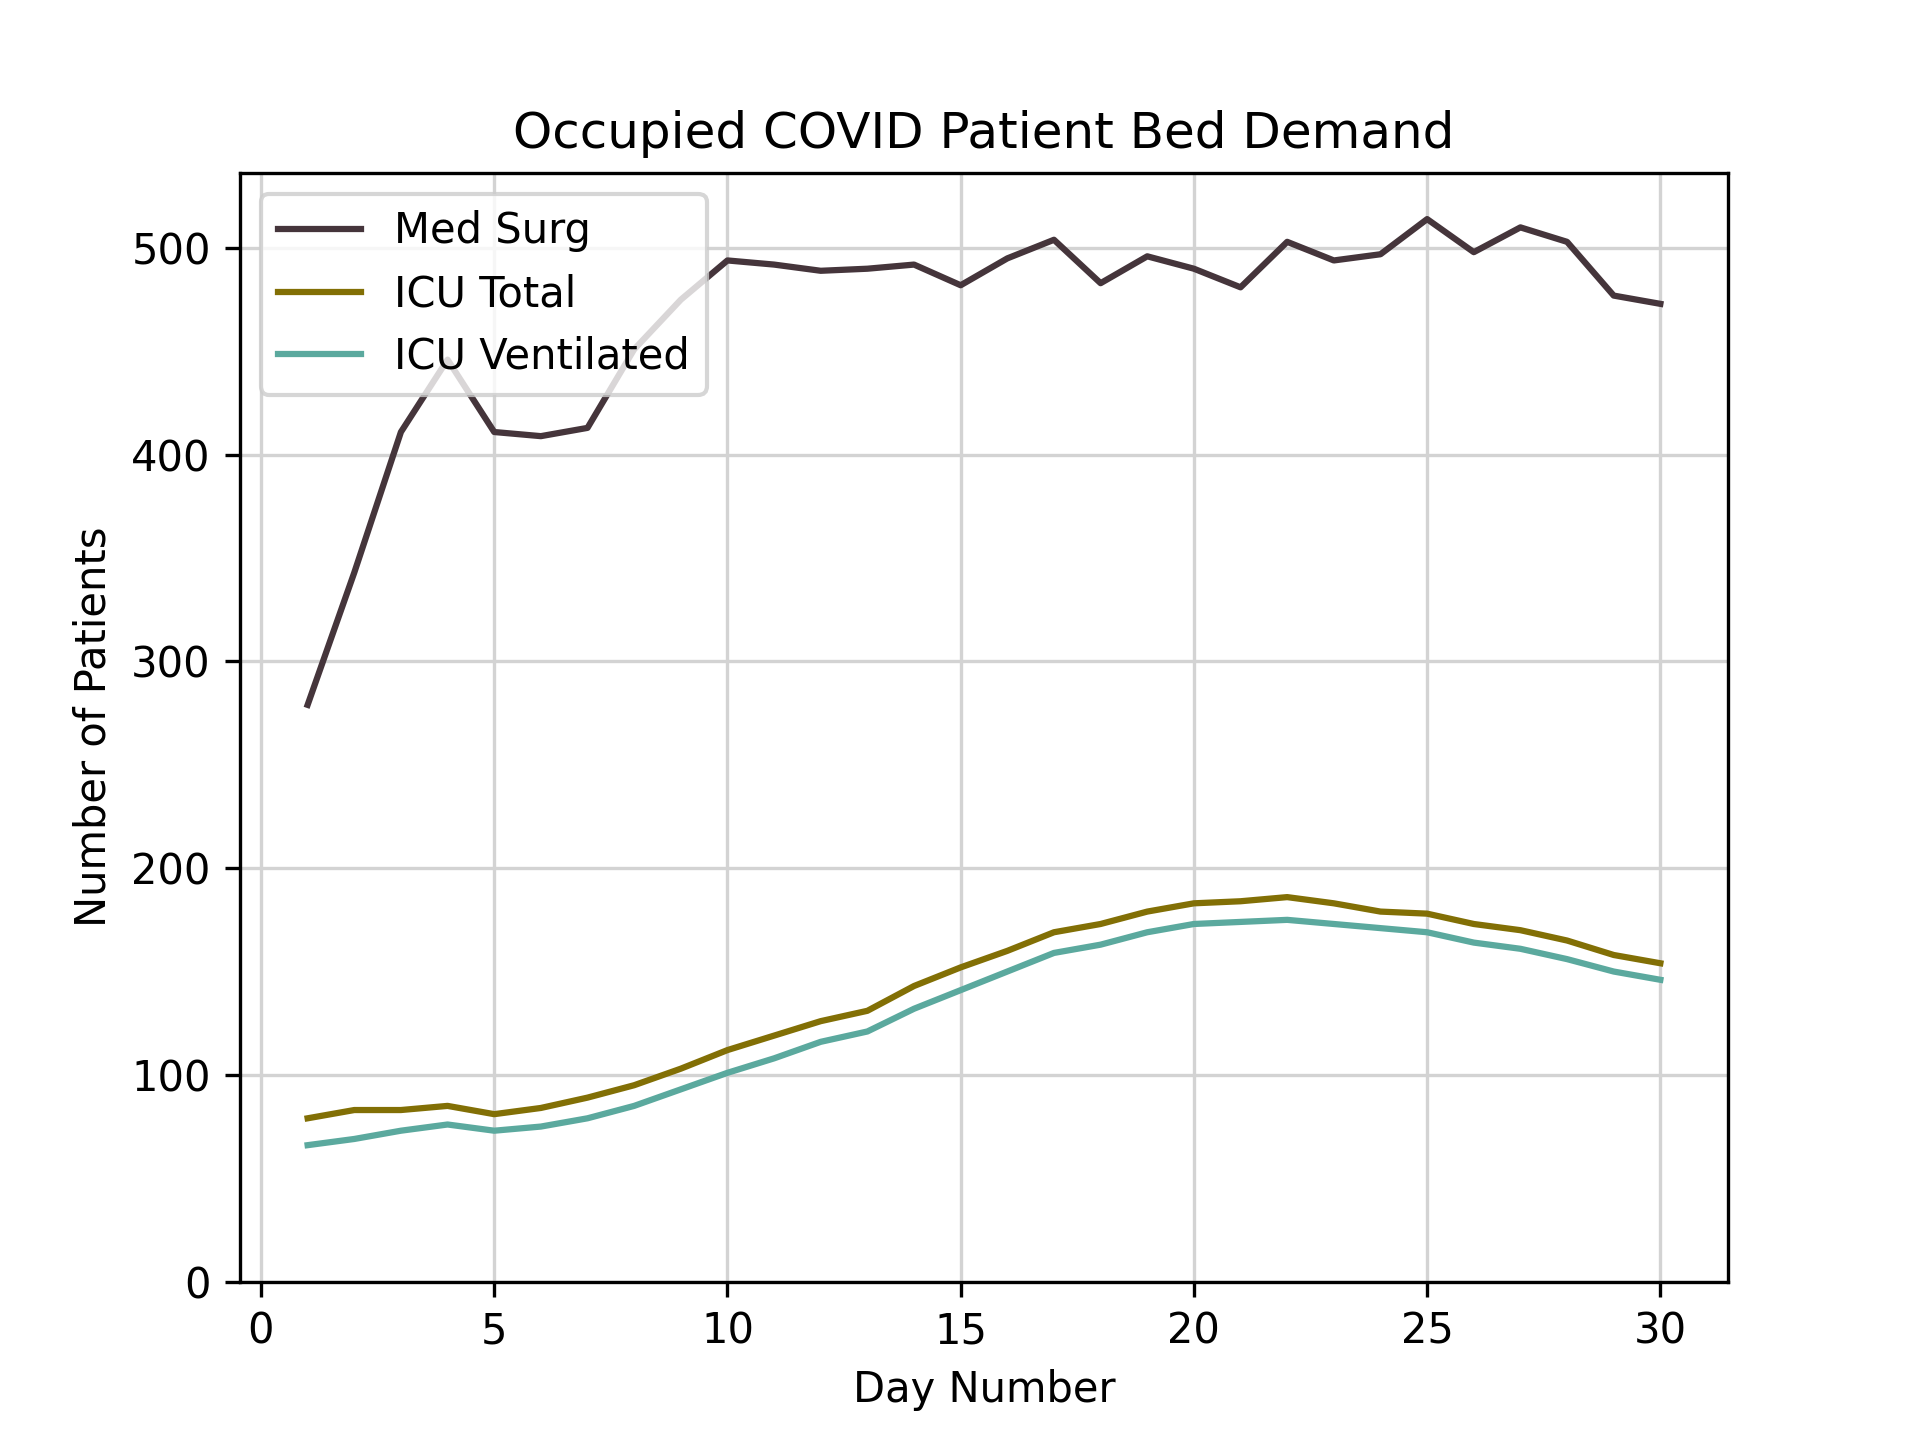 Occupied COVID Patient Bed Demand
Med Surg
ICU Total
ICU Ventilated
500
400
300
200
100
0
Number of Patients
0 5 10 15 20 25 30
Day Number